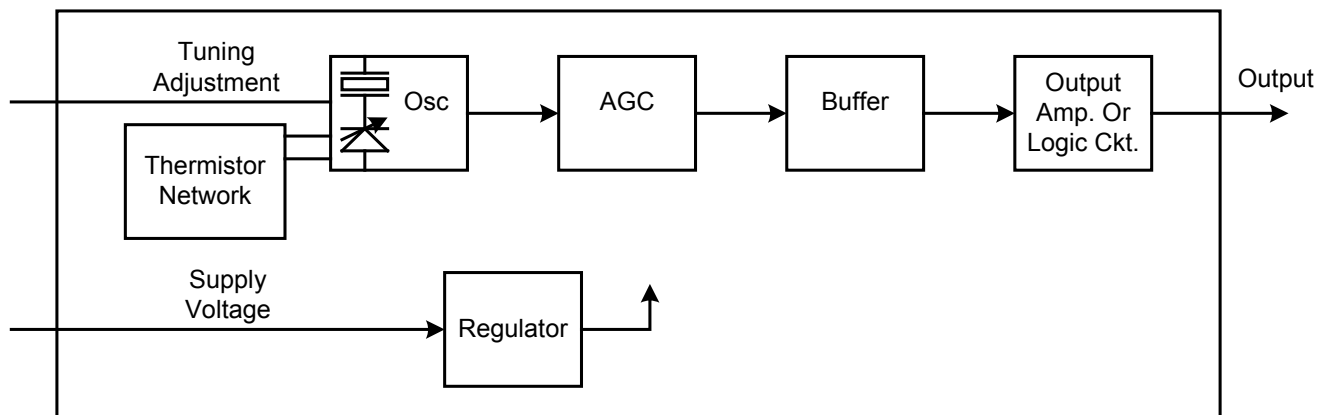 Tuning
Adjustment
Osc
AGC
Buffer
Output
Amp. Or
Logic Ckt.
Output
Thermistor
Network
Supply
Voltage
Regulator